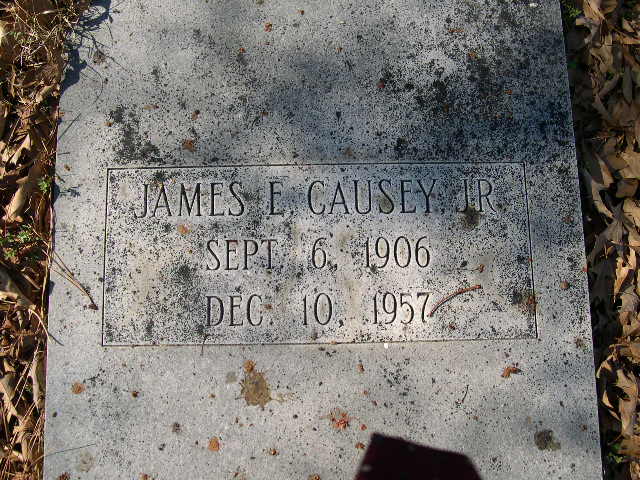 JAMES E. CAUSEY, JR.
SEPT. 6, 1906
DEC. 10, 1957